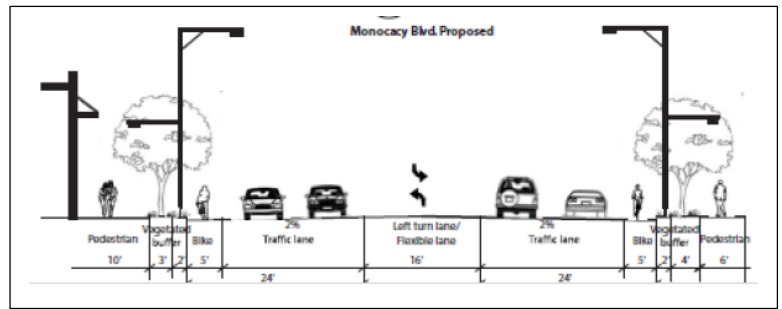 Monocacy Blvd. Proposed
2%
2%
Pedestrian
Vegetated
buffer
Bike
Traffic lane
Left turn lane/
Flexible lane
Traffic lane
Bike
Vegetated
buffer
Pedestrian
10'
3'
2'
5'
24'
16'
24'
5'
2'
4'
6'